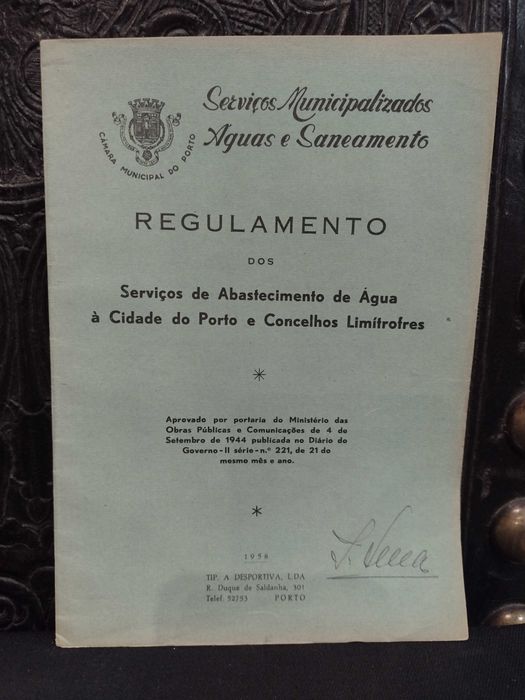 Serviços Municipalizados
Águas e Saneamento
CÂMARA MUNICIPAL DO PORTO
REGULAMENTO
DOS
Serviços de Abastecimento de Água
à Cidade do Porto e Concelhos Limítrofres
*
Aprovado por portaria do Ministério das
Obras Públicas e Comunicações de 4 de
Setembro de 1944 publicada no Diário do
Governo-II série-n.º 221, de 21 do
mesmo mês e ano.
*
1956
TIP. A DESPORTIVA, LDA
R. Duque de Saldanha, 301
Telef. 52753 PORTO